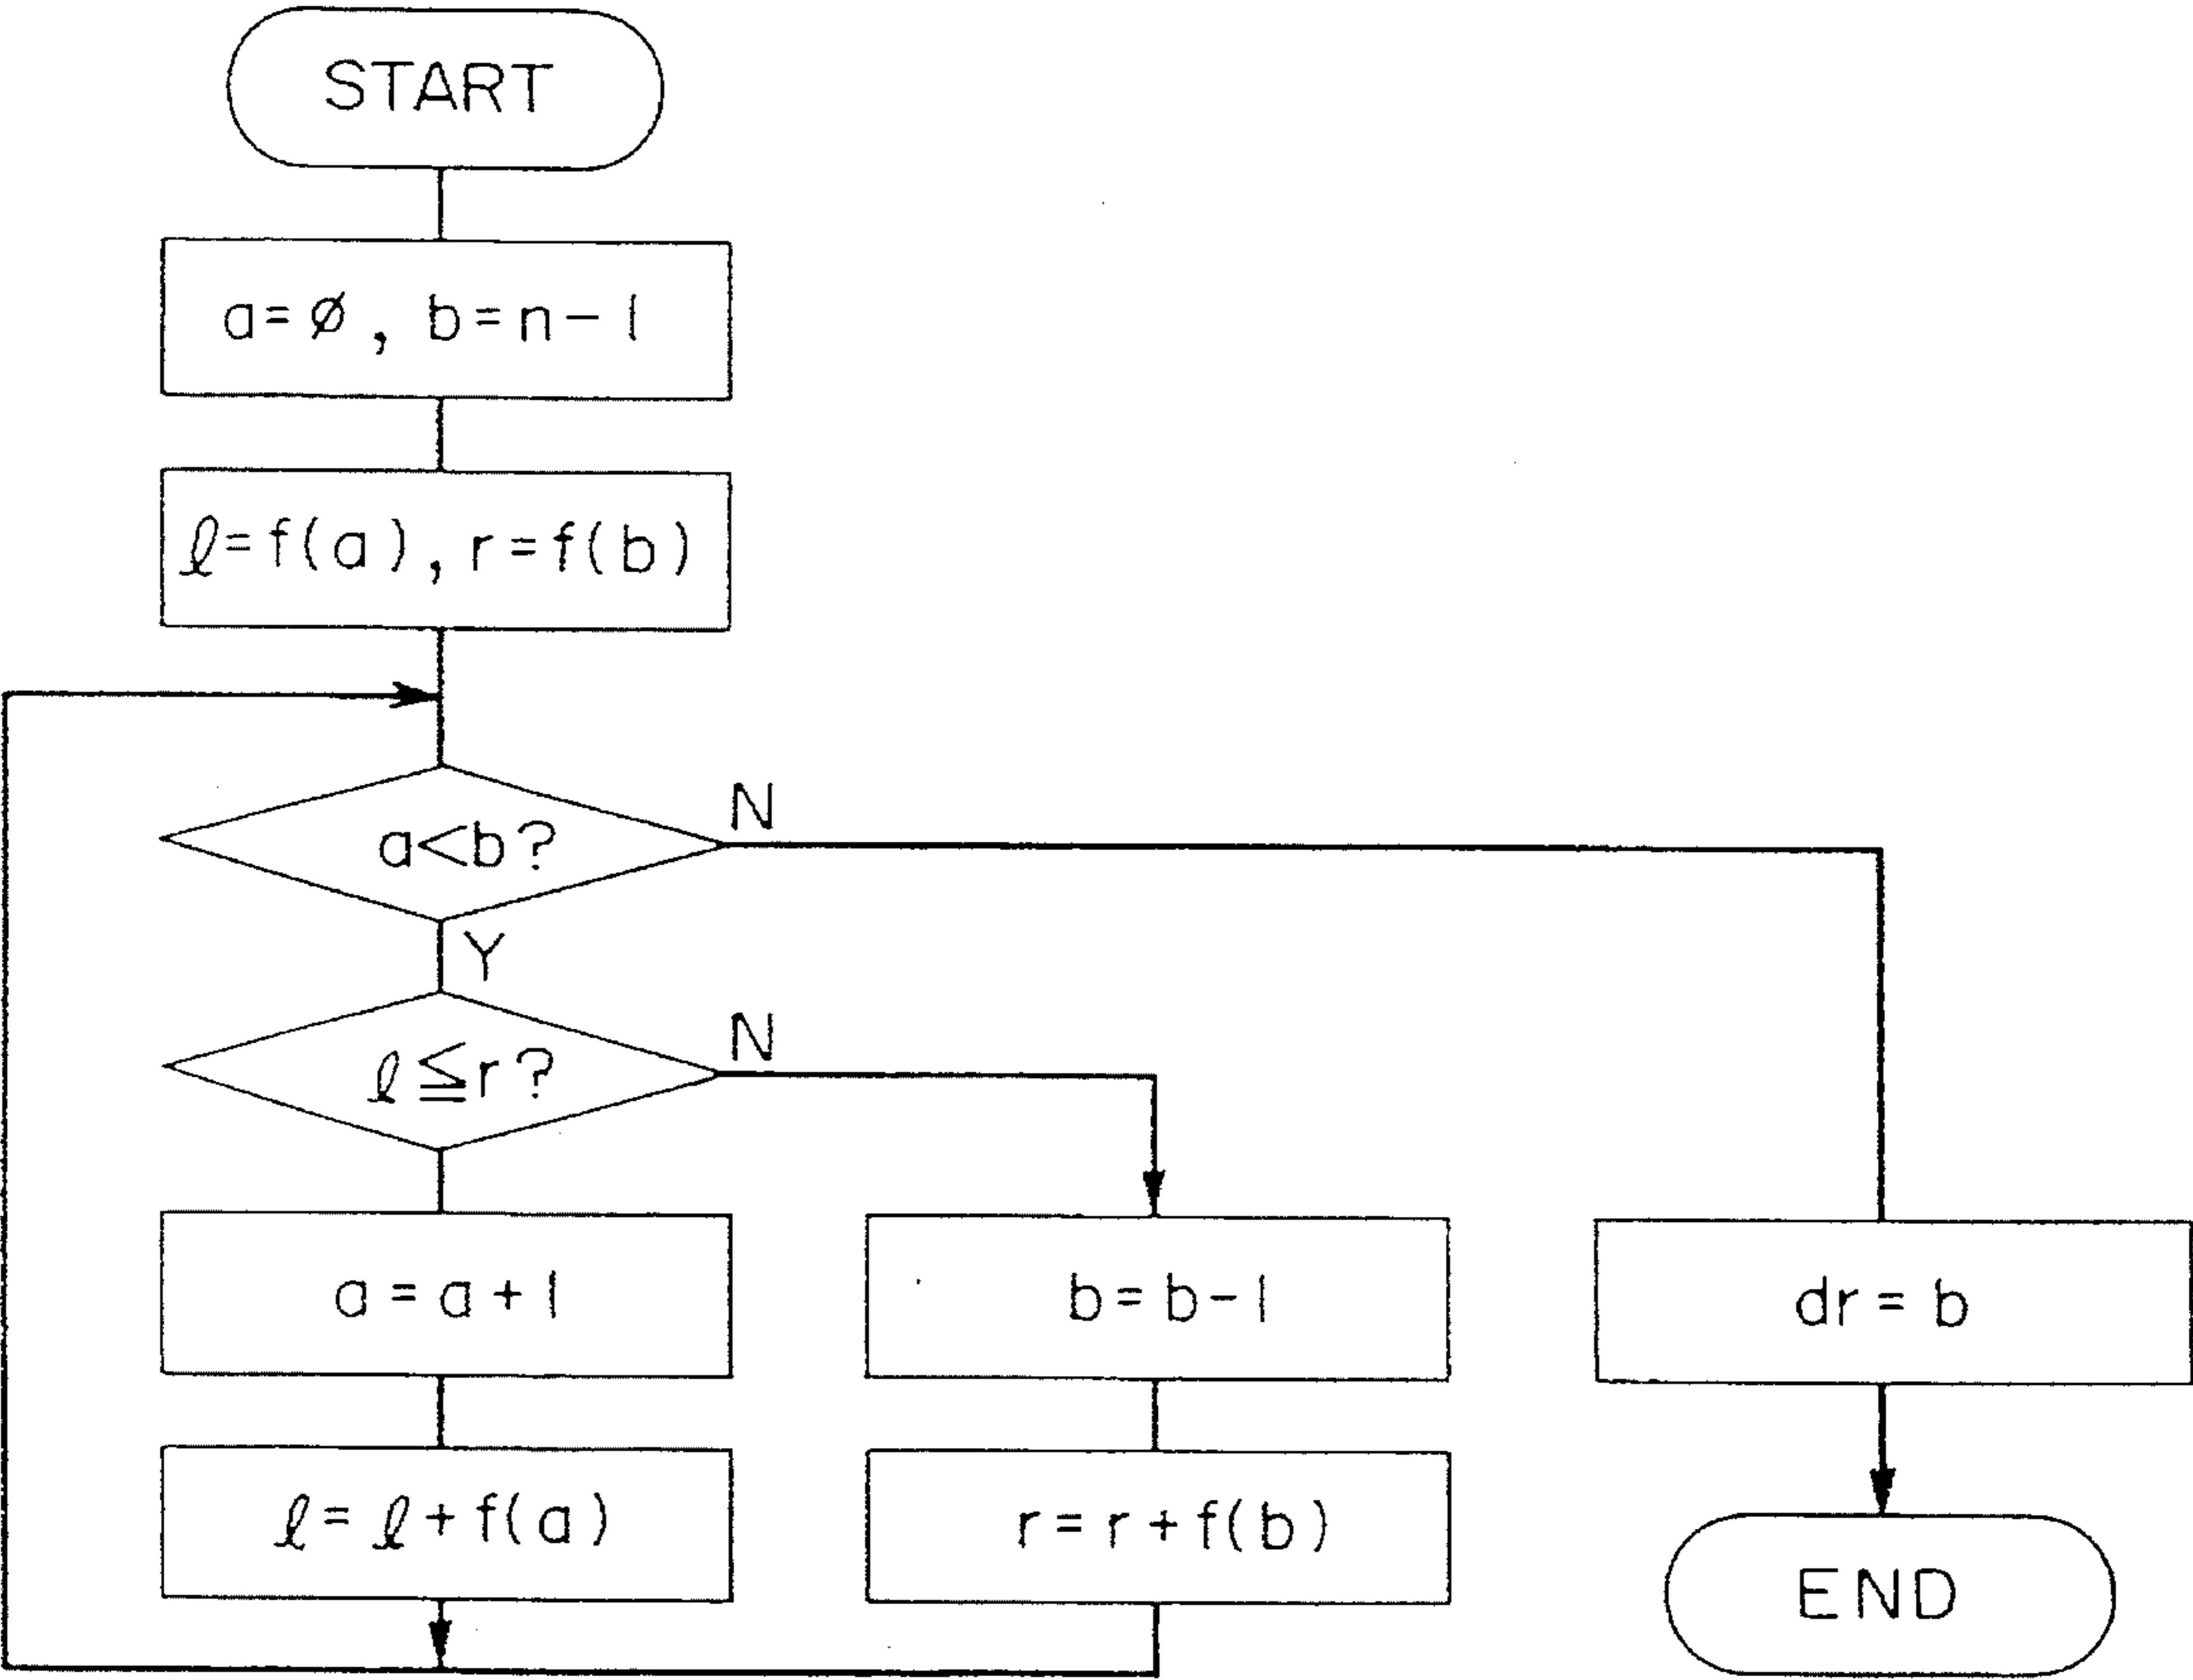 START
a=ø, b=n-1
ℓ=f(a), r=f(b)
a<b?
N
Y
ℓ≦r?
N
a=a+1
ℓ=ℓ+f(a)
b=b-1
r=r+f(b)
dr=b
END